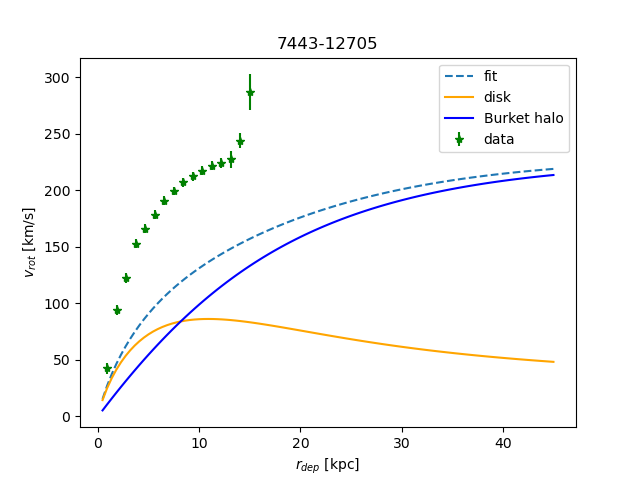 7443-12705
300
250
200
150
100
50
0
v_rot [km/s]
fit
disk
Burket halo
data
0 10 20 30 40
r_dep [kpc]